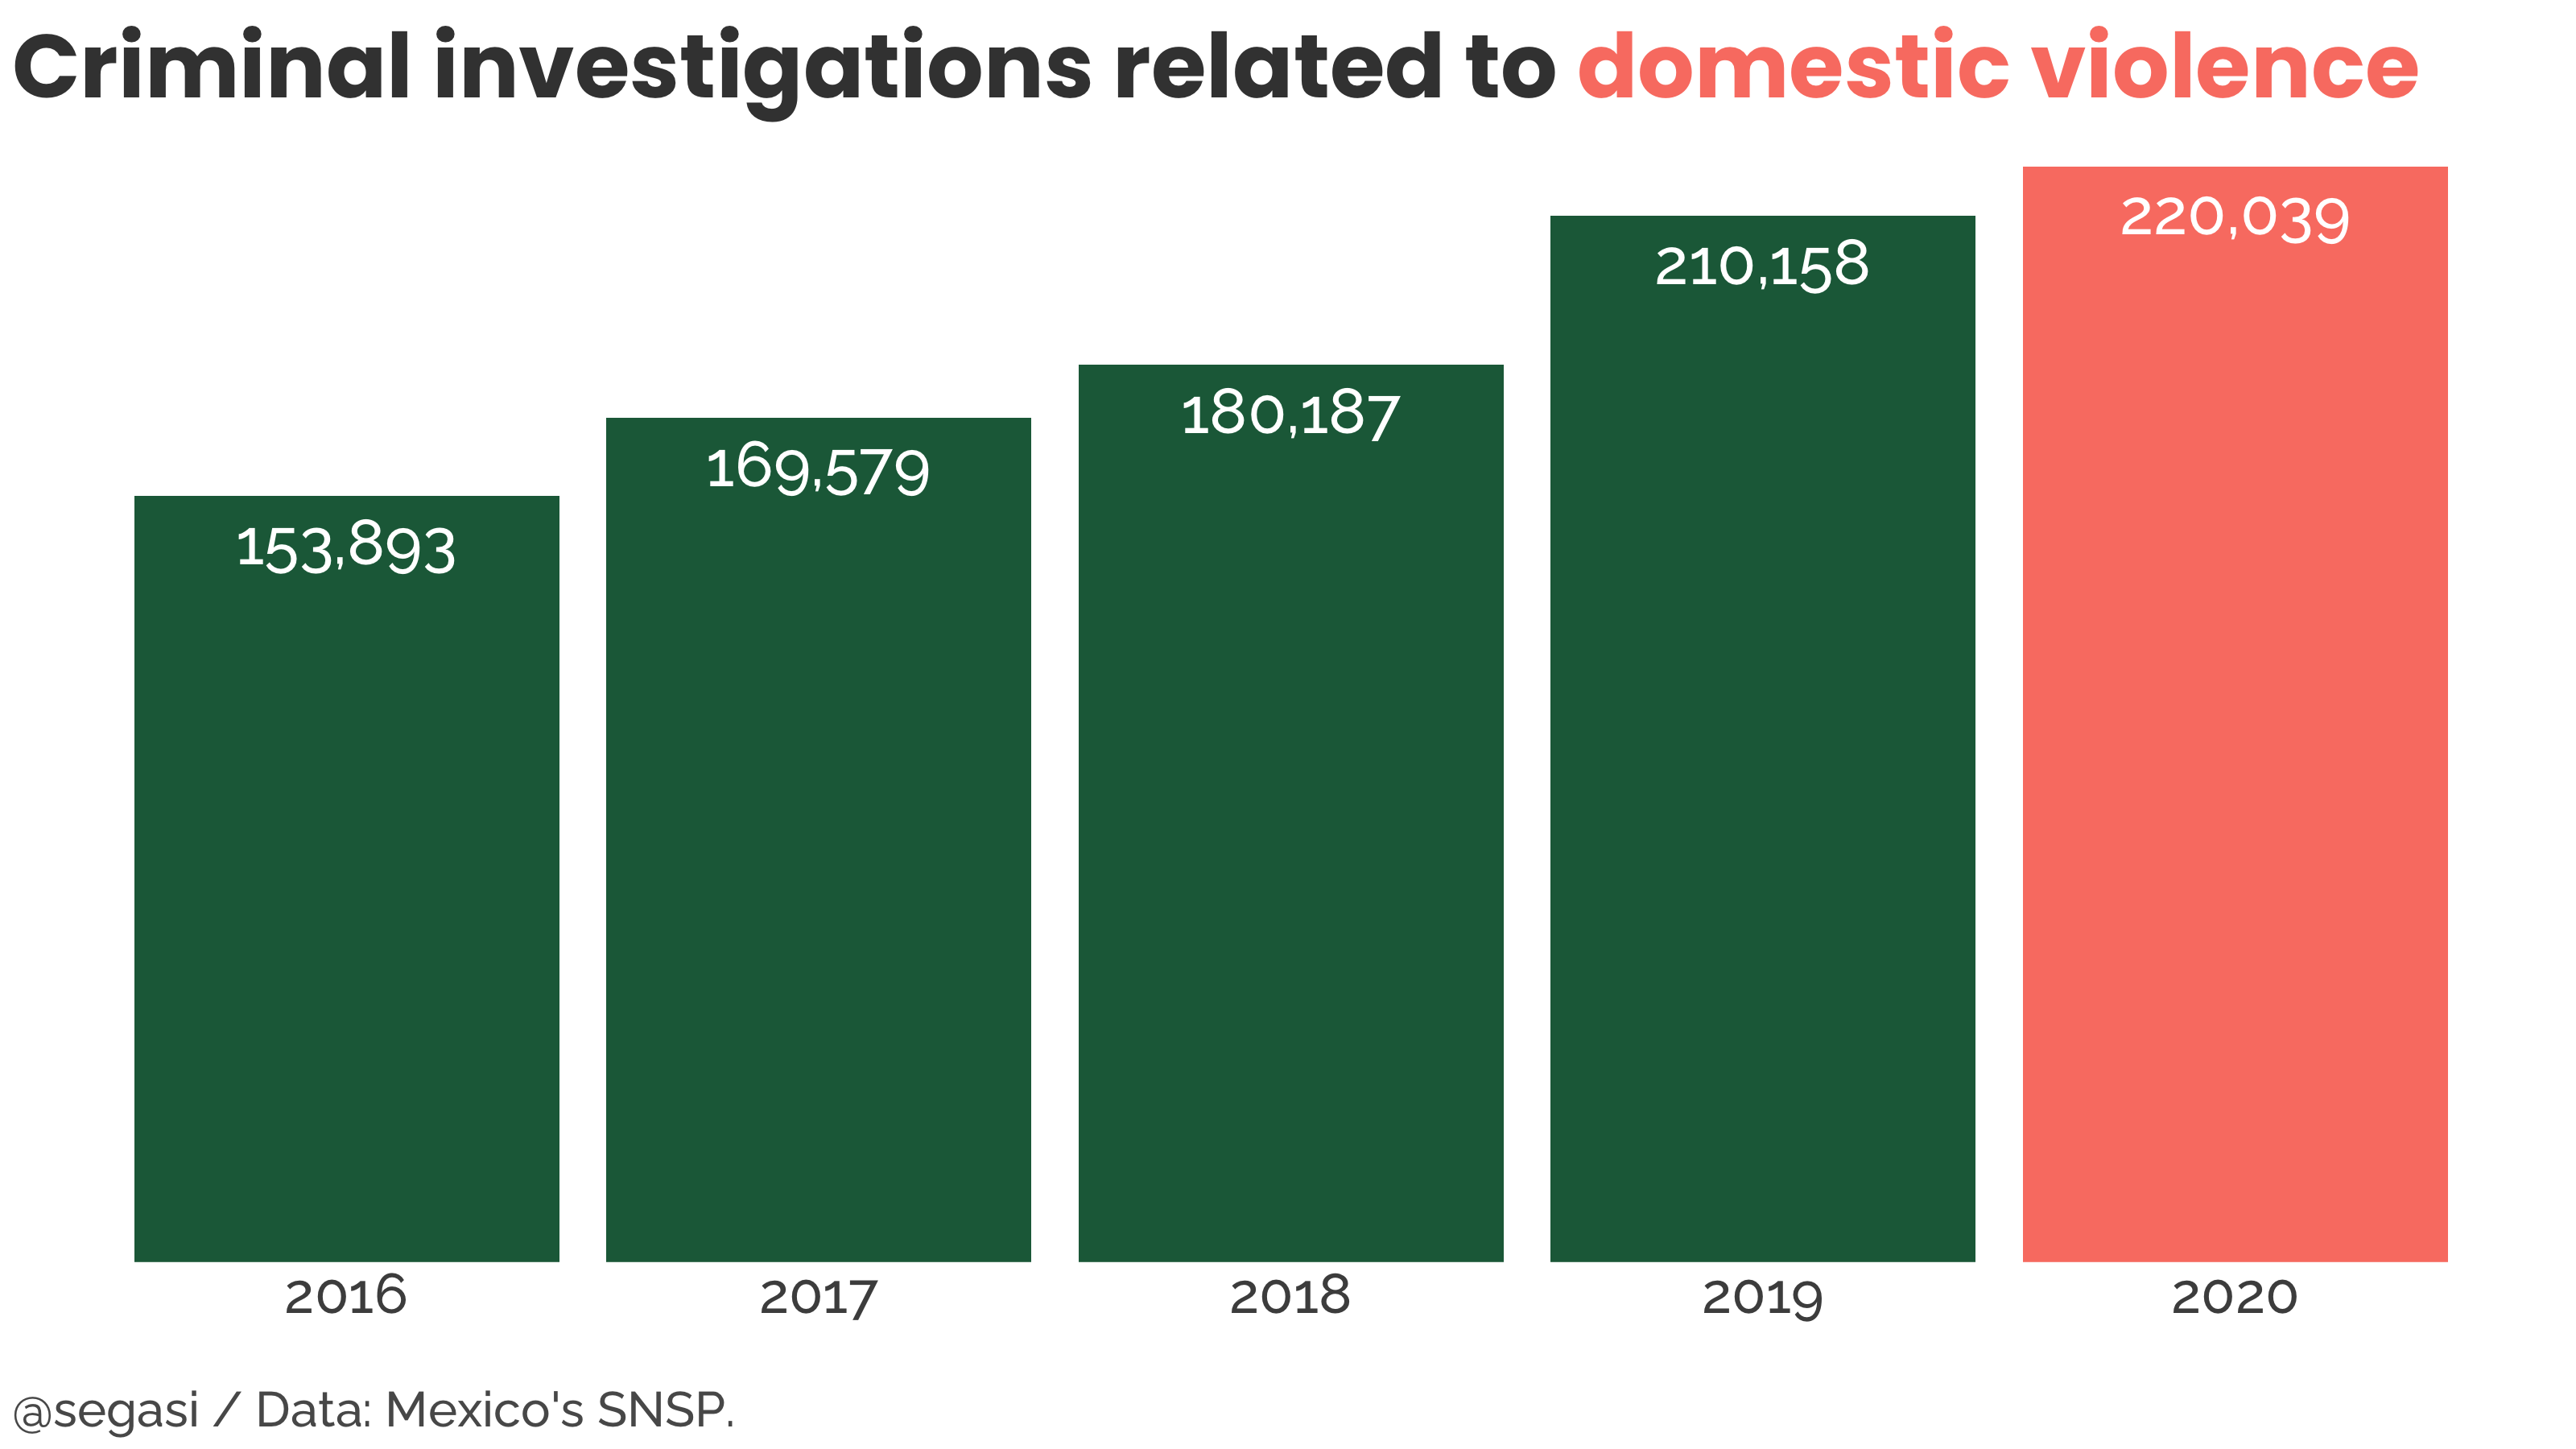 Criminal investigations related to domestic violence
220,039
210,158
180,187
169,579
153,893
2016 2017 2018 2019 2020
@segasi / Data: Mexico's SNSP.